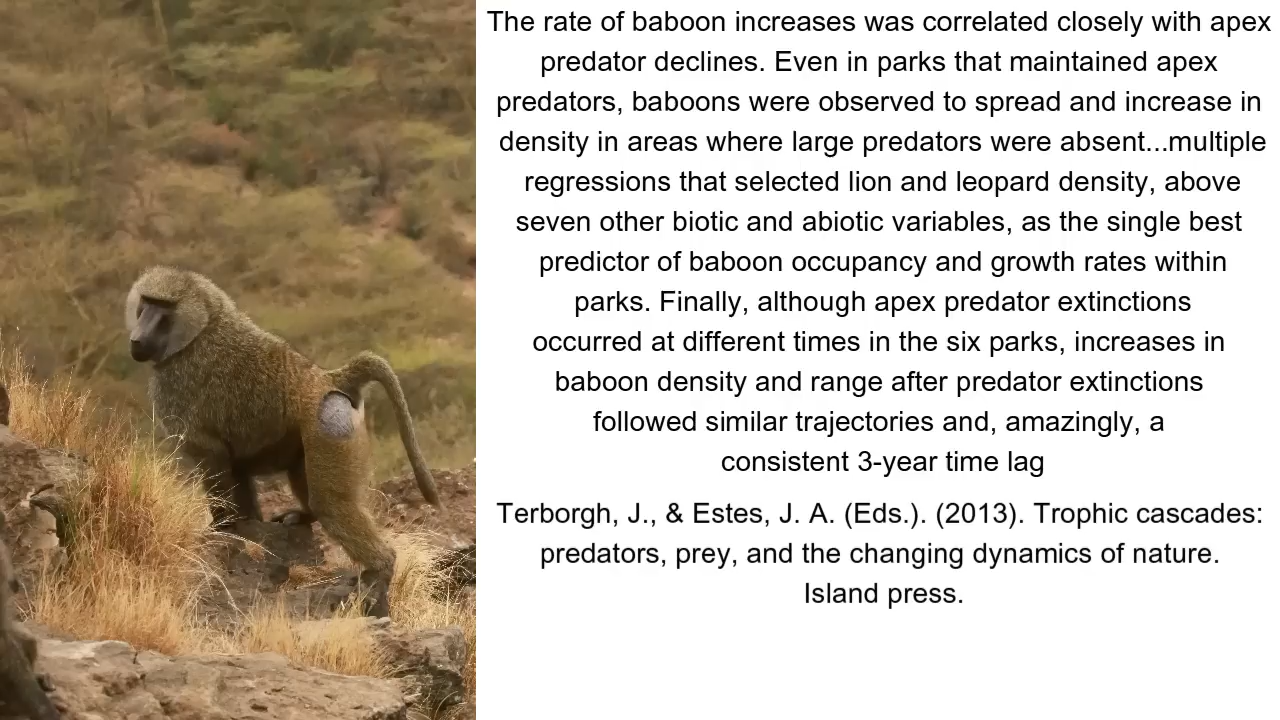 The rate of baboon increases was correlated closely with apex
predator declines. Even in parks that maintained apex
predators, baboons were observed to spread and increase in
density in areas where large predators were absent...multiple
regressions that selected lion and leopard density, above
seven other biotic and abiotic variables, as the single best
predictor of baboon occupancy and growth rates within
parks. Finally, although apex predator extinctions
occurred at different times in the six parks, increases in
baboon density and range after predator extinctions
followed similar trajectories and, amazingly, a
consistent 3-year time lag
Terborgh, J., & Estes, J. A. (Eds.). (2013). Trophic cascades:
predators, prey, and the changing dynamics of nature.
Island press.